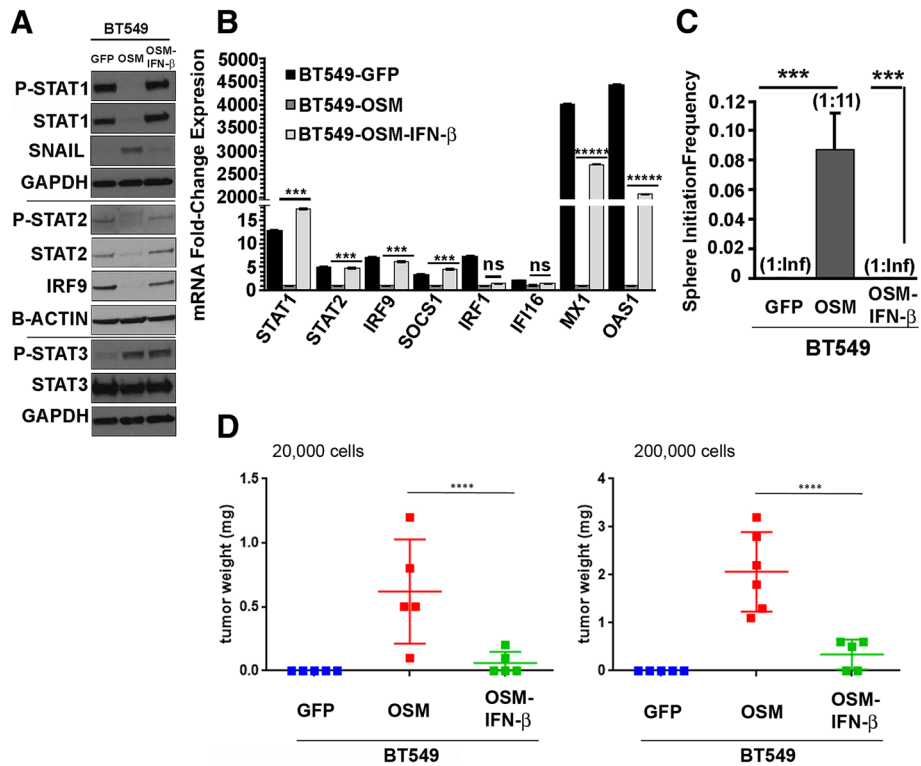 A
BT549
GFP OSM OSM-IFN-β
P-STAT1
STAT1
SNAIL
GAPDH
P-STAT2
STAT2
IRF9
B-ACTIN
P-STAT3
STAT3
GAPDH
B
mRNA Fold-Change Expresion
5000
4500
4000
3500
3000
2500
2000
15
10
5
0
BT549-GFP
BT549-OSM
BT549-OSM-IFN-β
***
***
***
***
ns
ns
*****
*****
STAT1
STAT2
IRF9
SOCS1
IRF1
IFI16
MX1
OAS1
C
Sphere InitiationFrequency
0.12
0.10
0.08
0.06
0.04
0.02
0
***
***
(1:11)
(1:Inf)
(1:Inf)
GFP
OSM
OSM-
IFN-β
BT549
D
20,000 cells
tumor weight (mg)
1.5
1.0
0.5
0.0
****
GFP
OSM
OSM-
IFN-β
BT549
200,000 cells
tumor weight (mg)
4
3
2
1
0
****
GFP
OSM
OSM-
IFN-β
BT549